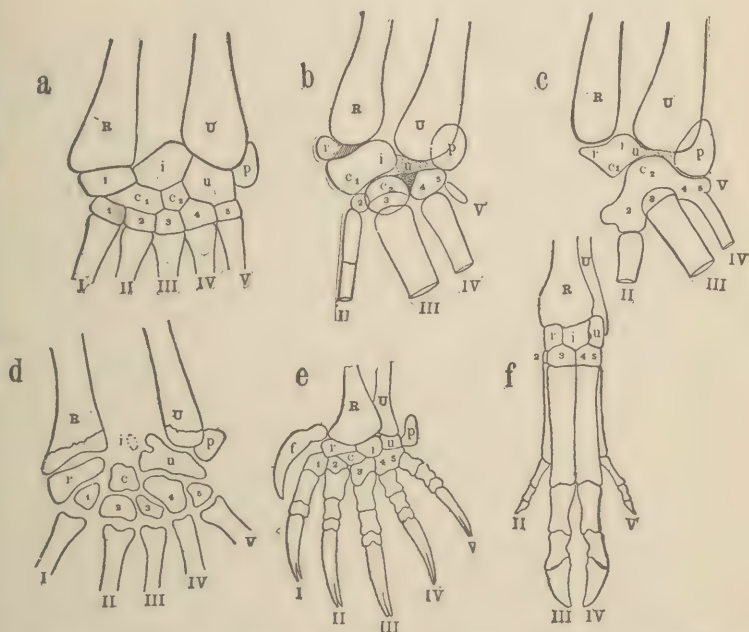 a
R U
i
1 u p
C1 C2
1 2 3 4 5
I II III IV V
b
R U
r i u p
C1 C2
2 3 4 5
V
II III IV
c
R U
r i u p
C1 C2
2 3 4 5
V
IV
II III
d
R U
i p
r u
c
1 2 3 4 5
I II III IV V
e
R U
f r i u p
1 2 c 3 4 5
V
I II III IV
f
U
R
r i u
2 3 4 5
II V
III IV